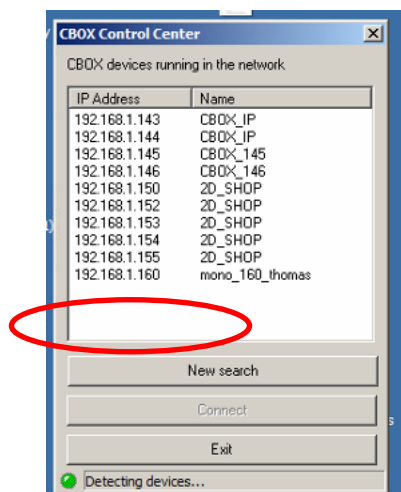 CBOX Control Center
CBOX devices running in the network
IP Address Name
192.168.1.143 CBOX_IP
192.168.1.144 CBOX_IP
192.168.1.145 CBOX_145
192.168.1.146 CBOX_146
192.168.1.150 2D_SHOP
192.168.1.152 2D_SHOP
192.168.1.153 2D_SHOP
192.168.1.154 2D_SHOP
192.168.1.155 2D_SHOP
192.168.1.160 mono_160_thomas
New search
Connect
Exit
Detecting devices...